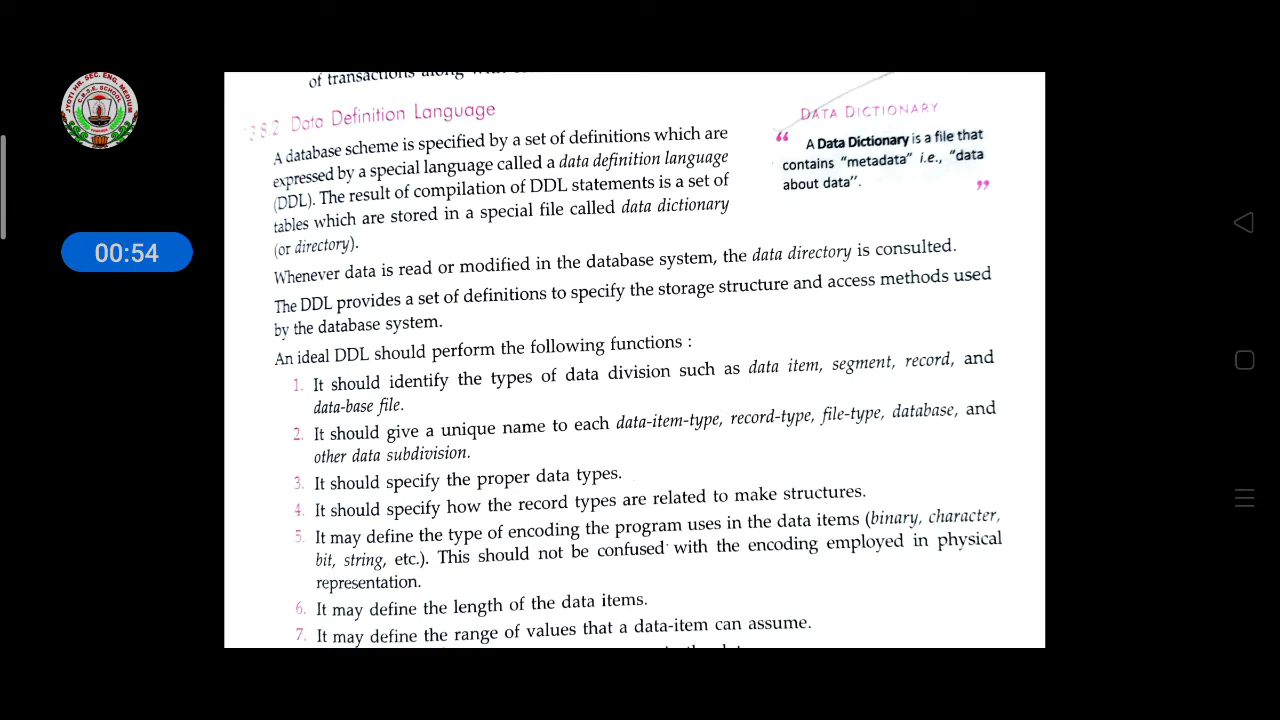 JYOTI HR. SEC. ENG. MEDIUM
C.B.S.E. SCHOOL
00:54
of transactions along
3.8.2 Data Definition Language
A database scheme is specified by a set of definitions which are
expressed by a special language called a data definition language
(DDL). The result of compilation of DDL statements is a set of
tables which are stored in a special file called data dictionary
(or directory).
DATA DICTIONARY
“ A Data Dictionary is a file that
contains “metadata” i.e., “data
about data”. ”
Whenever data is read or modified in the database system, the data directory is consulted.
The DDL provides a set of definitions to specify the storage structure and access methods used
by the database system.
An ideal DDL should perform the following functions :
1. It should identify the types of data division such as data item, segment, record, and
data-base file.
2. It should give a unique name to each data-item-type, record-type, file-type, database, and
other data subdivision.
3. It should specify the proper data types.
4. It should specify how the record types are related to make structures.
5. It may define the type of encoding the program uses in the data items (binary, character,
bit, string, etc.). This should not be confused with the encoding employed in physical
representation.
6. It may define the length of the data items.
7. It may define the range of values that a data-item can assume.